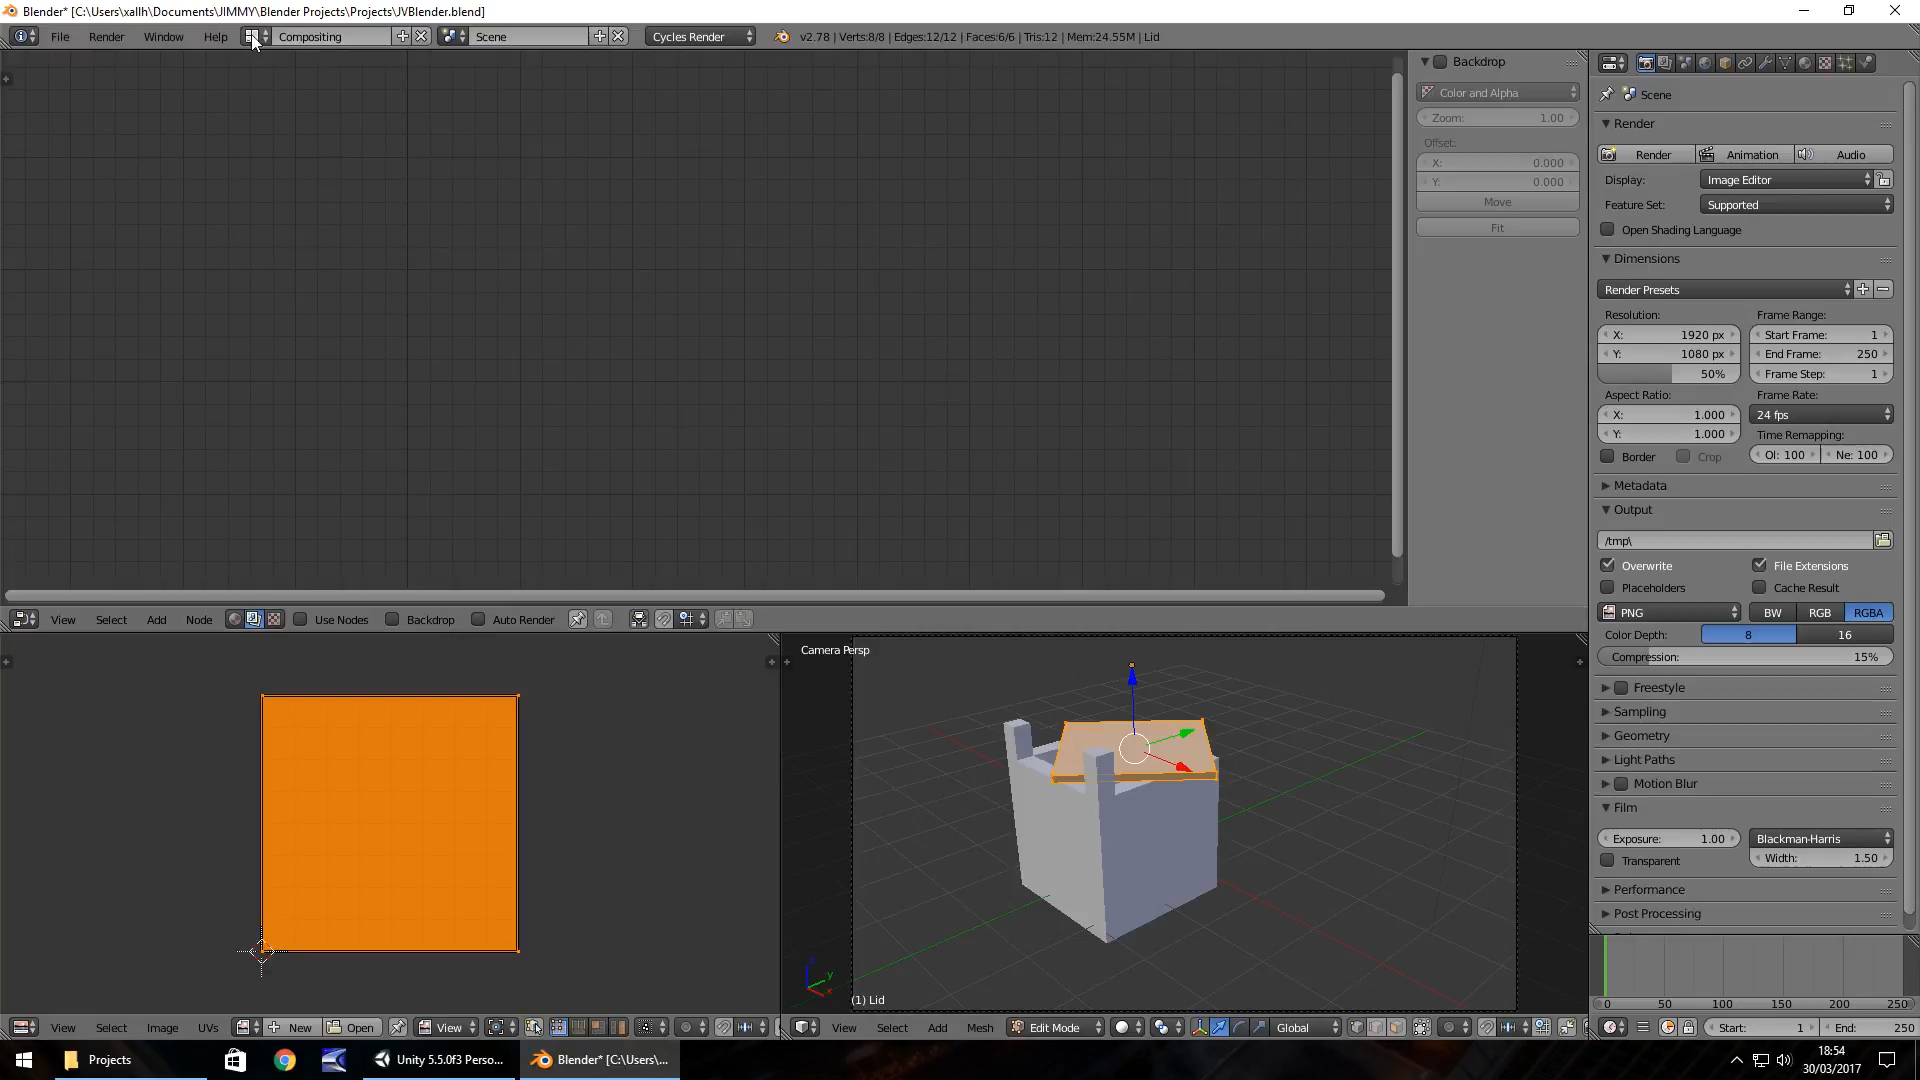 Blender* [C:\Users\xallh\Documents\JIMMY\Blender Projects\Projects\JVBlender.blend]
File Render Window Help Compositing Scene Cycles Render v2.78 | Verts:8/8 | Edges:12/12 | Faces:6/6 | Tris:12 | Mem:24.55M | Lid
Backdrop
Color and Alpha
Zoom: 1.00
Offset:
X: 0.000
Y: 0.000
Move
Fit
Scene
Render
Render Animation Audio
Display: Image Editor
Feature Set: Supported
Open Shading Language
Dimensions
Render Presets
Resolution: Frame Range:
X: 1920 px Start Frame: 1
Y: 1080 px End Frame: 250
50% Frame Step: 1
Aspect Ratio: Frame Rate:
X: 1.000 24 fps
Y: 1.000 Time Remapping:
Border Crop Ol: 100 Ne: 100
Metadata
Output
/tmp\
Overwrite File Extensions
Placeholders Cache Result
PNG BW RGB RGBA
Color Depth: 8 16
Compression: 15%
Freestyle
Sampling
Geometry
Light Paths
Motion Blur
Film
Exposure: 1.00 Blackman-Harris
Transparent Width: 1.50
Performance
Post Processing
View Select Add Node Use Nodes Backdrop Auto Render
Camera Persp
z
y
x
(1) Lid
0 50 100 150 200 250
View Select Image UVs New Open View
View Select Add Mesh Edit Mode Global
Start: 1 End: 250
Projects Unity 5.5.0f3 Perso... Blender* [C:\Users\...
18:54
30/03/2017